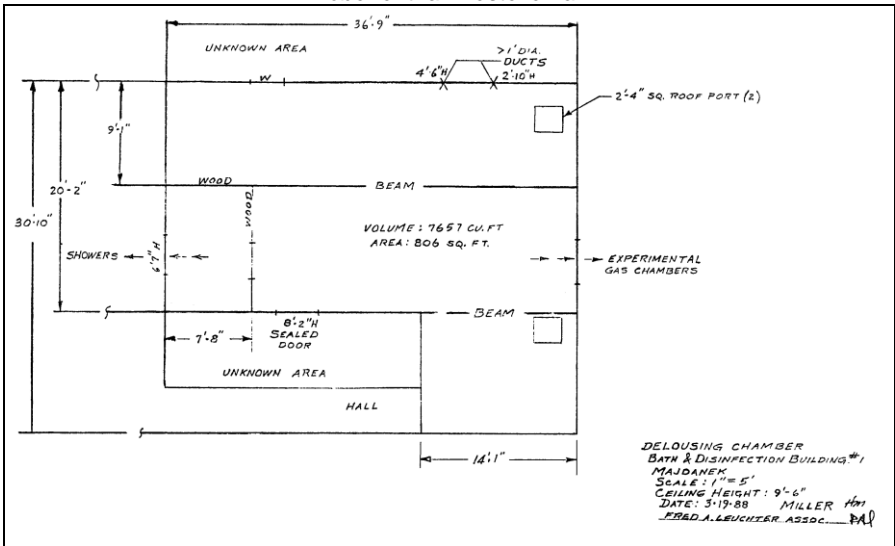 36'-9"
UNKNOWN AREA
>1' DIA.
DUCTS
W
4'-6"H
2'-10"H
2'-4" SQ. ROOF PORT (2)
9'-1"
WOOD
BEAM
20'-2"
DOOM
30'-10"
VOLUME : 7657 CU. FT
AREA : 806 SQ. FT.
SHOWERS
6'-7"H
EXPERIMENTAL
GAS CHAMBERS
BEAM
8'-2"H
SEALED
DOOR
7'-8"
UNKNOWN AREA
HALL
14'-1"
DELOUSING CHAMBER
BATH & DISINFECTION BUILDING #1
MAJDANEK
SCALE : 1" = 5'
CEILING HEIGHT : 9'-6"
DATE : 3-19-88 MILLER
FRED A. LEUCHTER ASSOC.